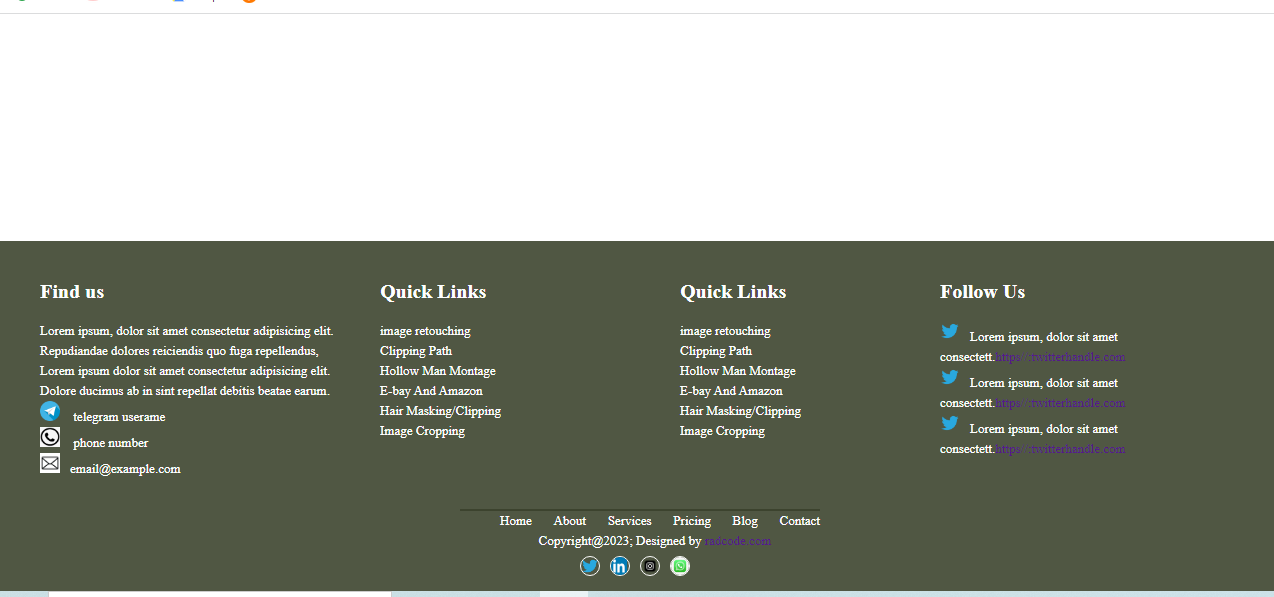 Find us
Lorem ipsum, dolor sit amet consectetur adipisicing elit.
Repudiandae dolores reiciendis quo fuga repellendus,
Lorem ipsum dolor sit amet consectetur adipisicing elit.
Dolore ducimus ab in sint repellat debitis beatae earum.
telegram userame
phone number
email@example.com
Quick Links
image retouching
Clipping Path
Hollow Man Montage
E-bay And Amazon
Hair Masking/Clipping
Image Cropping
Quick Links
image retouching
Clipping Path
Hollow Man Montage
E-bay And Amazon
Hair Masking/Clipping
Image Cropping
Follow Us
Lorem ipsum, dolor sit amet
consectett.https//:twitterhandle.com
Lorem ipsum, dolor sit amet
consectett.https//:twitterhandle.com
Lorem ipsum, dolor sit amet
consectett.https//:twitterhandle.com
Home About Services Pricing Blog Contact
Copyright@2023; Designed by radcode.com
in